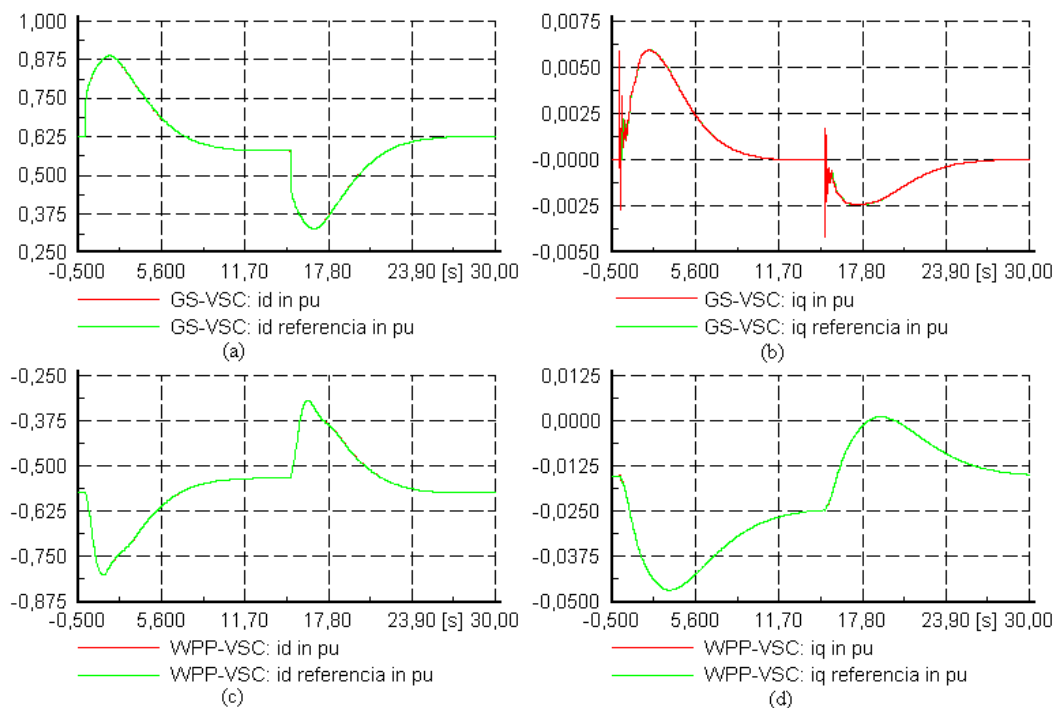 1,000
0,875
0,750
0,625
0,500
0,375
0,250
-0,500 5,600 11,70 17,80 23,90 [s] 30,00
GS-VSC: id in pu
GS-VSC: id referencia in pu
(a)
0,0075
0,0050
0,0025
-0,0000
-0,0025
-0,0050
-0,500 5,600 11,70 17,80 23,90 [s] 30,00
GS-VSC: iq in pu
GS-VSC: iq referencia in pu
(b)
-0,250
-0,375
-0,500
-0,625
-0,750
-0,875
-0,500 5,600 11,70 17,80 23,90 [s] 30,00
WPP-VSC: id in pu
WPP-VSC: id referencia in pu
(c)
0,0125
0,0000
-0,0125
-0,0250
-0,0375
-0,0500
-0,500 5,600 11,70 17,80 23,90 [s] 30,00
WPP-VSC: iq in pu
WPP-VSC: iq referencia in pu
(d)